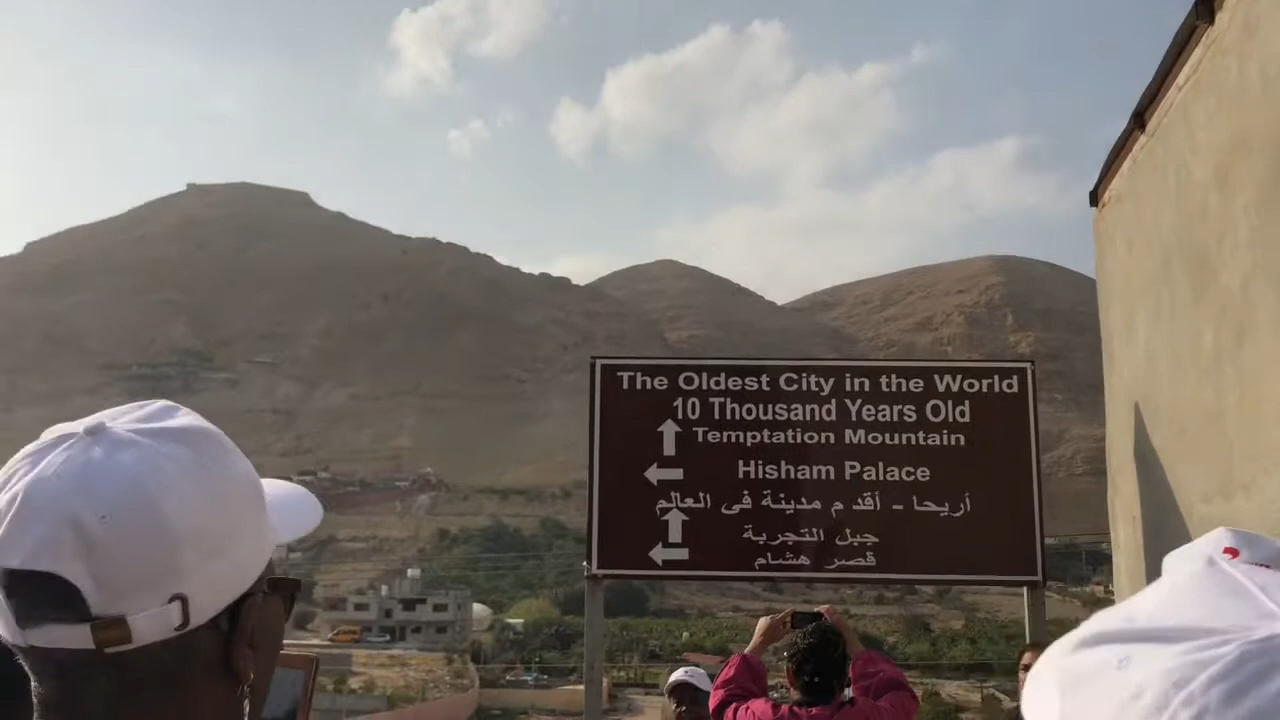 The Oldest City in the World
10 Thousand Years Old
Temptation Mountain
Hisham Palace
أريحا - أقد م مدينة فى العالم
جبل التجربة
قصر هشام